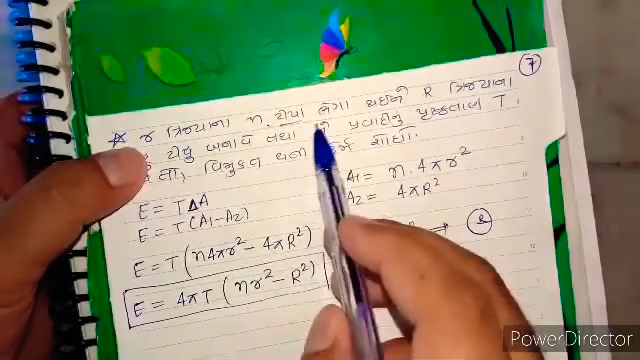 7
☆ r ત્રિજ્યાના n ટીપાં ભેગા થઈને R ત્રિજ્યાના
ટીપું બનાવે તથા પ્રવાહીનું પૃષ્ઠતાણ T
વિમુક્ત થતી શોધો.
A₁ = n · 4πr²
A₂ = 4πR²
E = TΔA
E = T(A₁-A₂)
E = T(n4πr² - 4πR²)
E = 4πT(nr² - R²)
R
PowerDirector